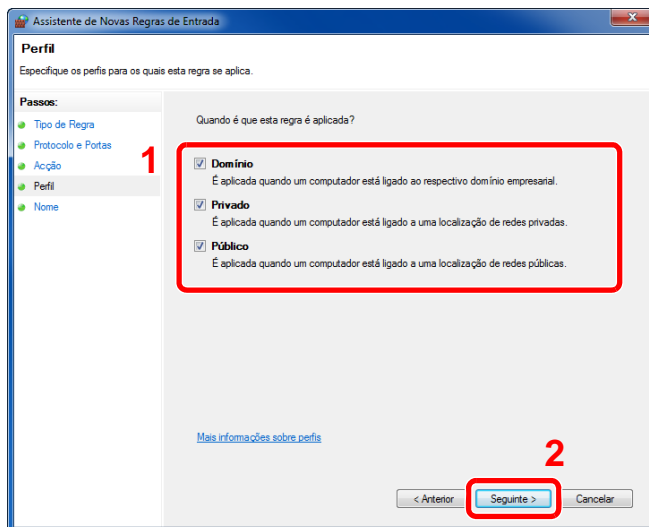 Assistente de Novas Regras de Entrada
Perfil
Especifique os perfis para os quais esta regra se aplica.
Passos:
Tipo de Regra
Protocolo e Portas
Acção
Perfil
Nome
Quando é que esta regra é aplicada?
1
Domínio
É aplicada quando um computador está ligado ao respectivo domínio empresarial.
Privado
É aplicada quando um computador está ligado a uma localização de redes privadas.
Público
É aplicada quando um computador está ligado a uma localização de redes públicas.
Mais informações sobre perfis
2
< Anterior
Seguinte >
Cancelar